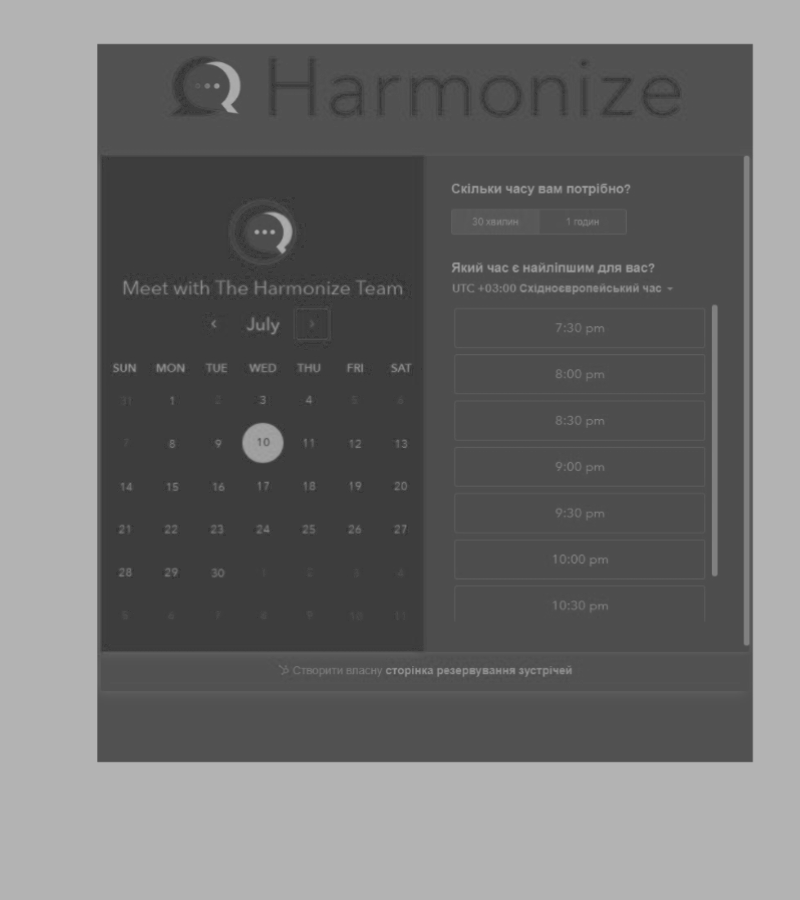 Harmonize
Meet with The Harmonize Team
July
SUN MON TUE WED THU FRI SAT
31 1 2 3 4 5 6
7 8 9 10 11 12 13
14 15 16 17 18 19 20
21 22 23 24 25 26 27
28 29 30 1 2 3 4
5 6 7 8 9 10 11
Скільки часу вам потрібно?
30 хвилин 1 годин
Який час є найліпшим для вас?
UTC +03:00 Східноєвропейський час
7:30 pm
8:00 pm
8:30 pm
9:00 pm
9:30 pm
10:00 pm
10:30 pm
Створити власну сторінка резервування зустрічей